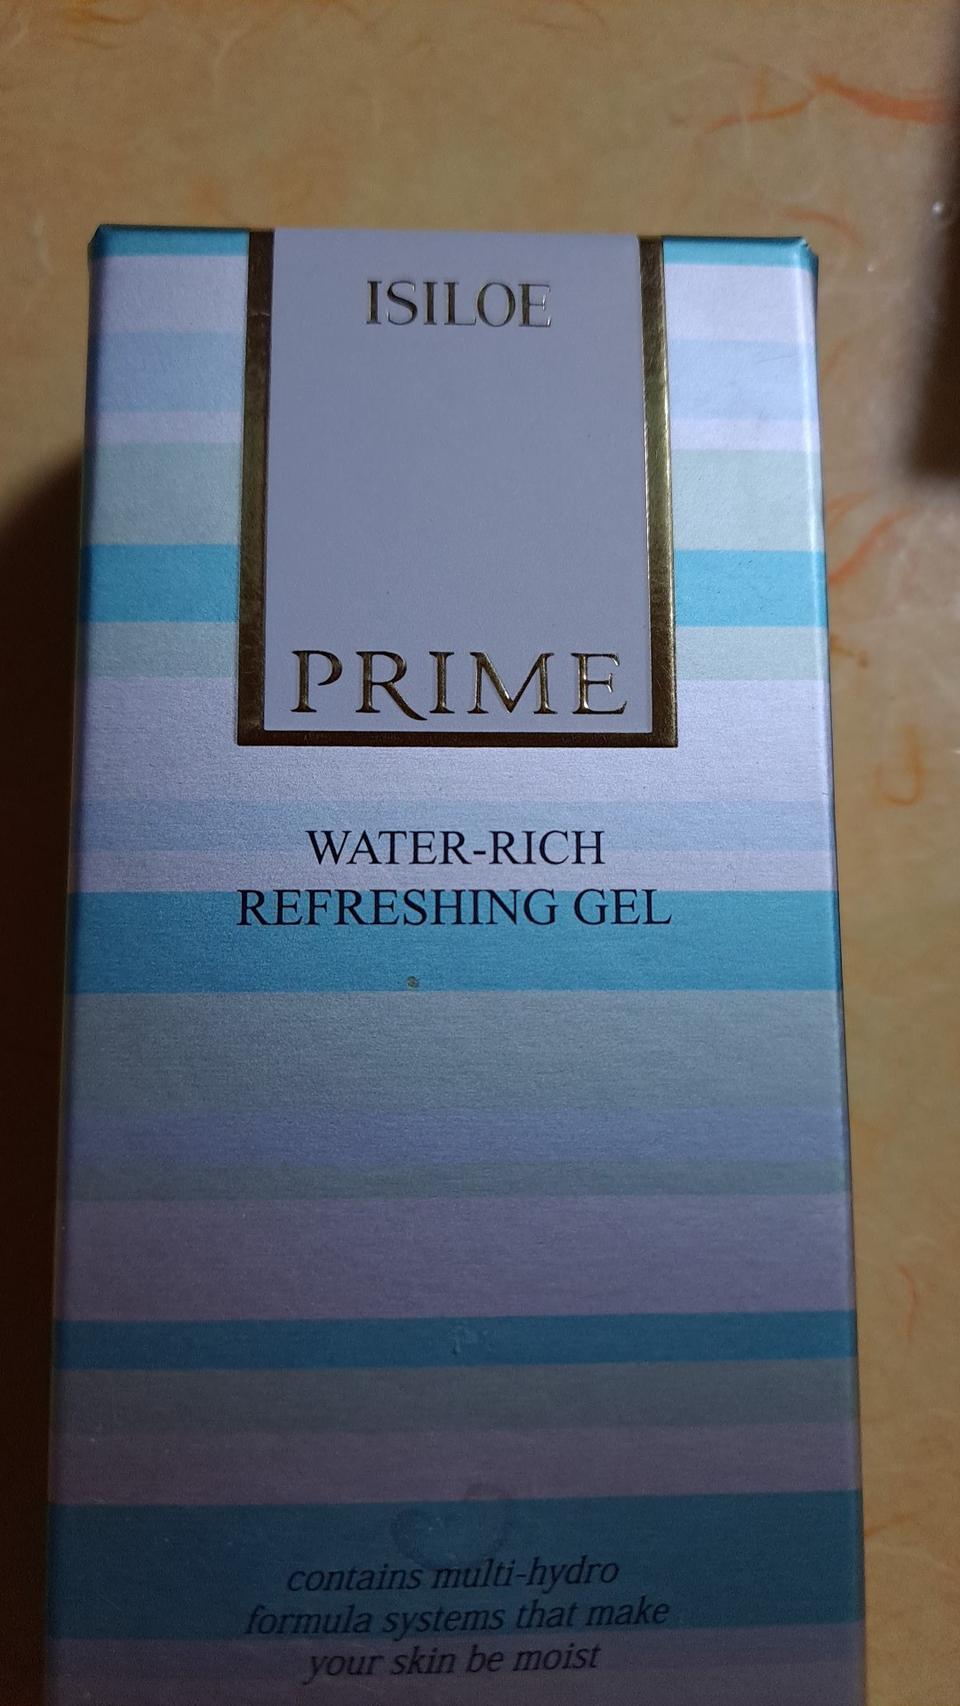 ISILOE
PRIME
WATER-RICH
REFRESHING GEL
contains multi-hydro
formula systems that make
your skin be moist